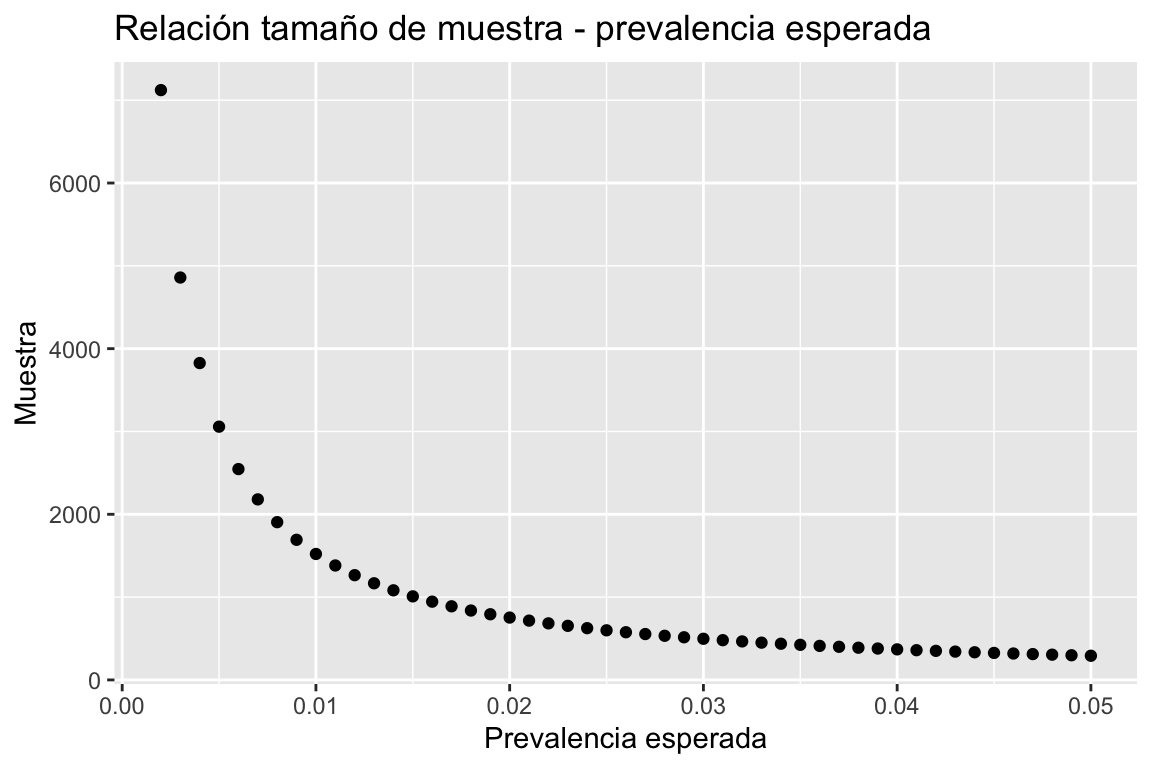 Relación tamaño de muestra - prevalencia esperada
Muestra
6000
4000
2000
0
0.00 0.01 0.02 0.03 0.04 0.05
Prevalencia esperada